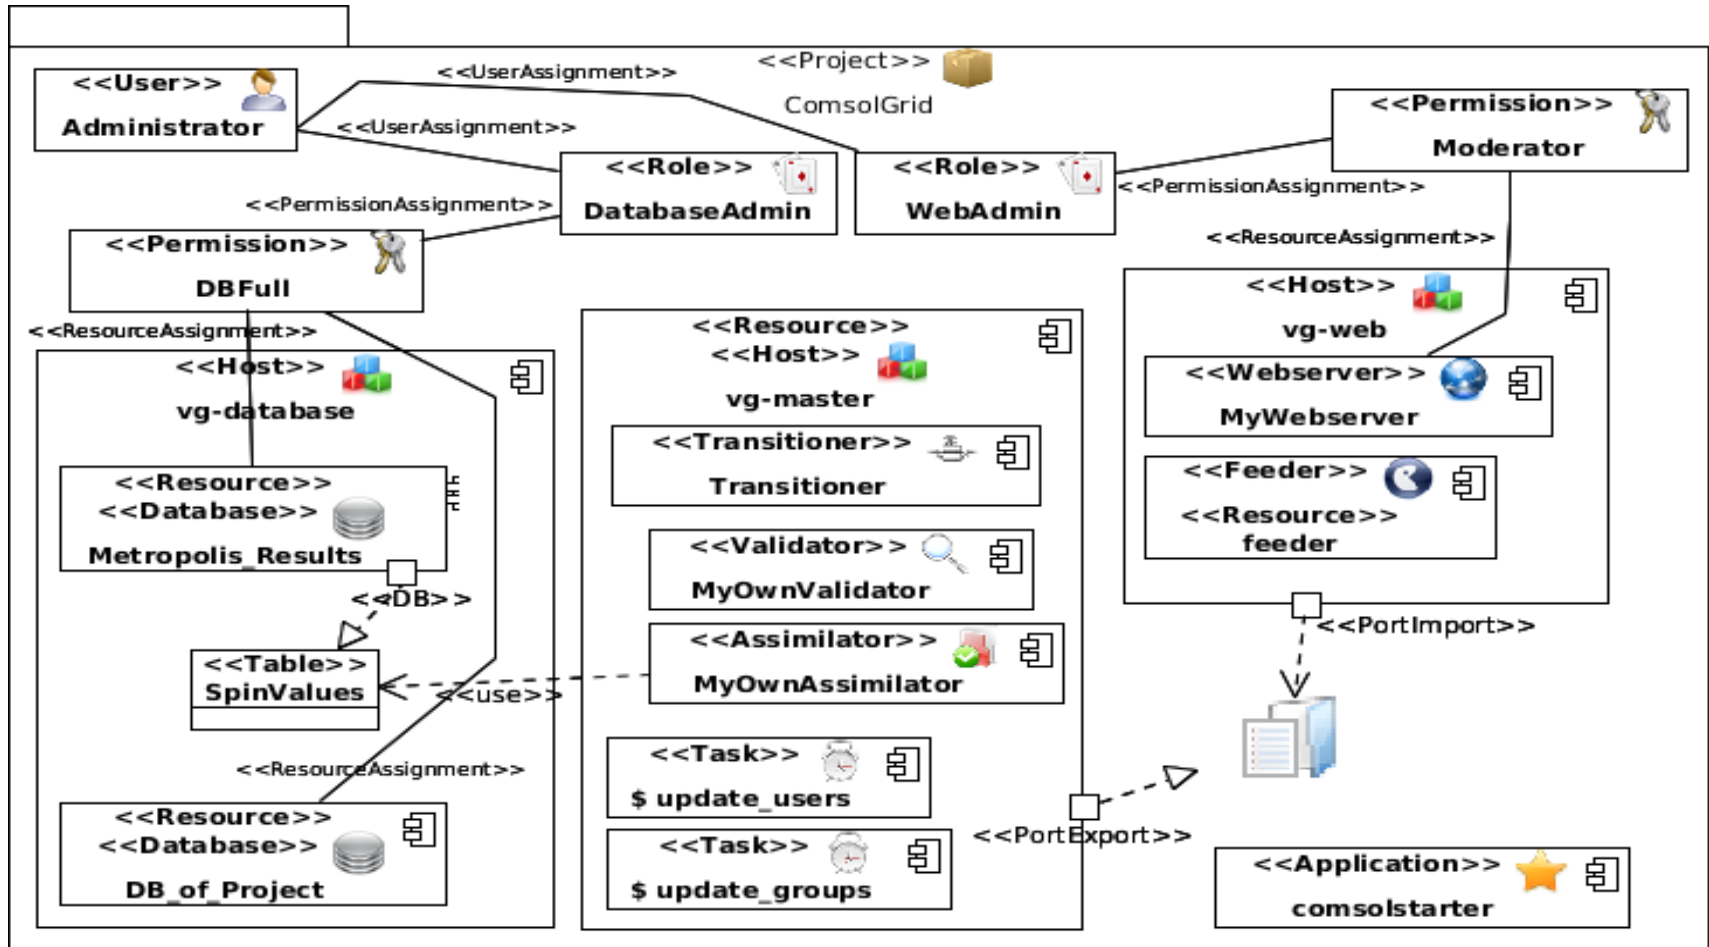 <<Project>>
ComsolGrid
<<User>>
Administrator
<<UserAssignment>>
<<UserAssignment>>
<<Role>>
DatabaseAdmin
<<Role>>
WebAdmin
<<Permission>>
Moderator
<<PermissionAssignment>>
<<PermissionAssignment>>
<<Permission>>
DBFull
<<ResourceAssignment>>
<<ResourceAssignment>>
<<Host>>
vg-database
<<Resource>>
<<Database>>
Metropolis_Results
<<DB>>
<<Table>>
SpinValues
<<use>>
<<ResourceAssignment>>
<<Resource>>
<<Database>>
DB_of_Project
<<Resource>>
<<Host>>
vg-master
<<Transitioner>>
Transitioner
<<Validator>>
MyOwnValidator
<<Assimilator>>
MyOwnAssimilator
<<Task>>
$ update_users
<<Task>>
$ update_groups
<<PortExport>>
<<Host>>
vg-web
<<Webserver>>
MyWebserver
<<Feeder>>
<<Resource>>
feeder
<<PortImport>>
<<Application>>
comsolstarter